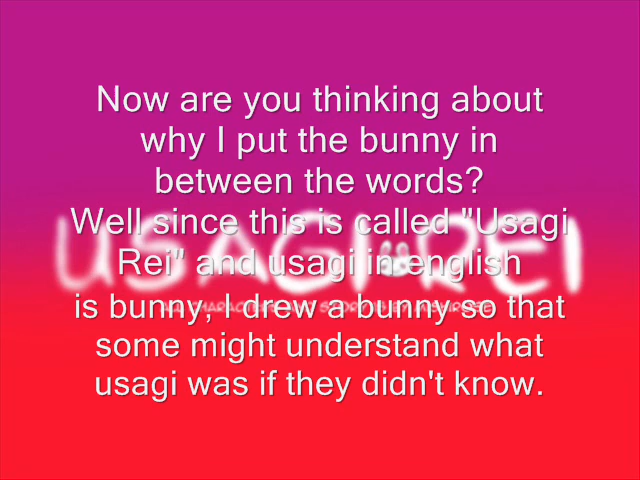 Now are you thinking about
why I put the bunny in
between the words?
Well since this is called "Usagi
Rei" and usagi in english
is bunny, I drew a bunny so that
some might understand what
usagi was if they didn't know.
USAGI REI